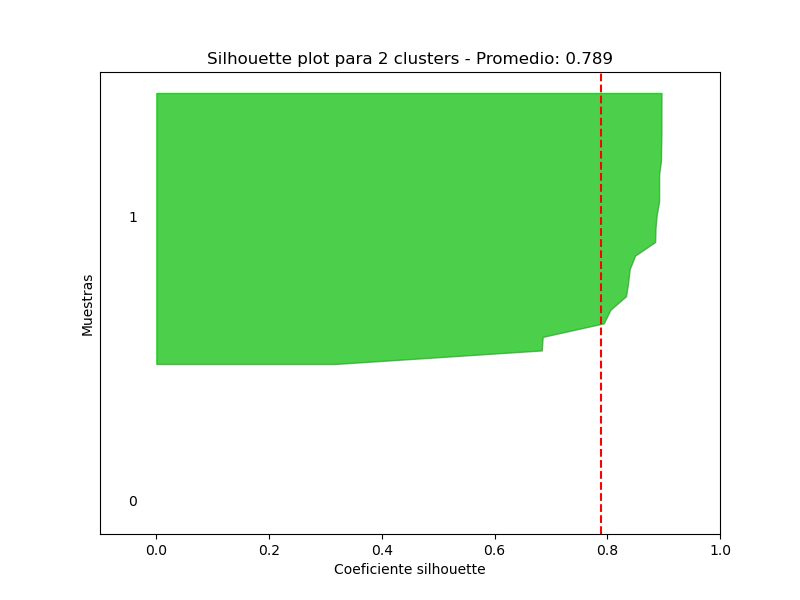 Silhouette plot para 2 clusters - Promedio: 0.789
1
0
Muestras
0.0 0.2 0.4 0.6 0.8 1.0
Coeficiente silhouette